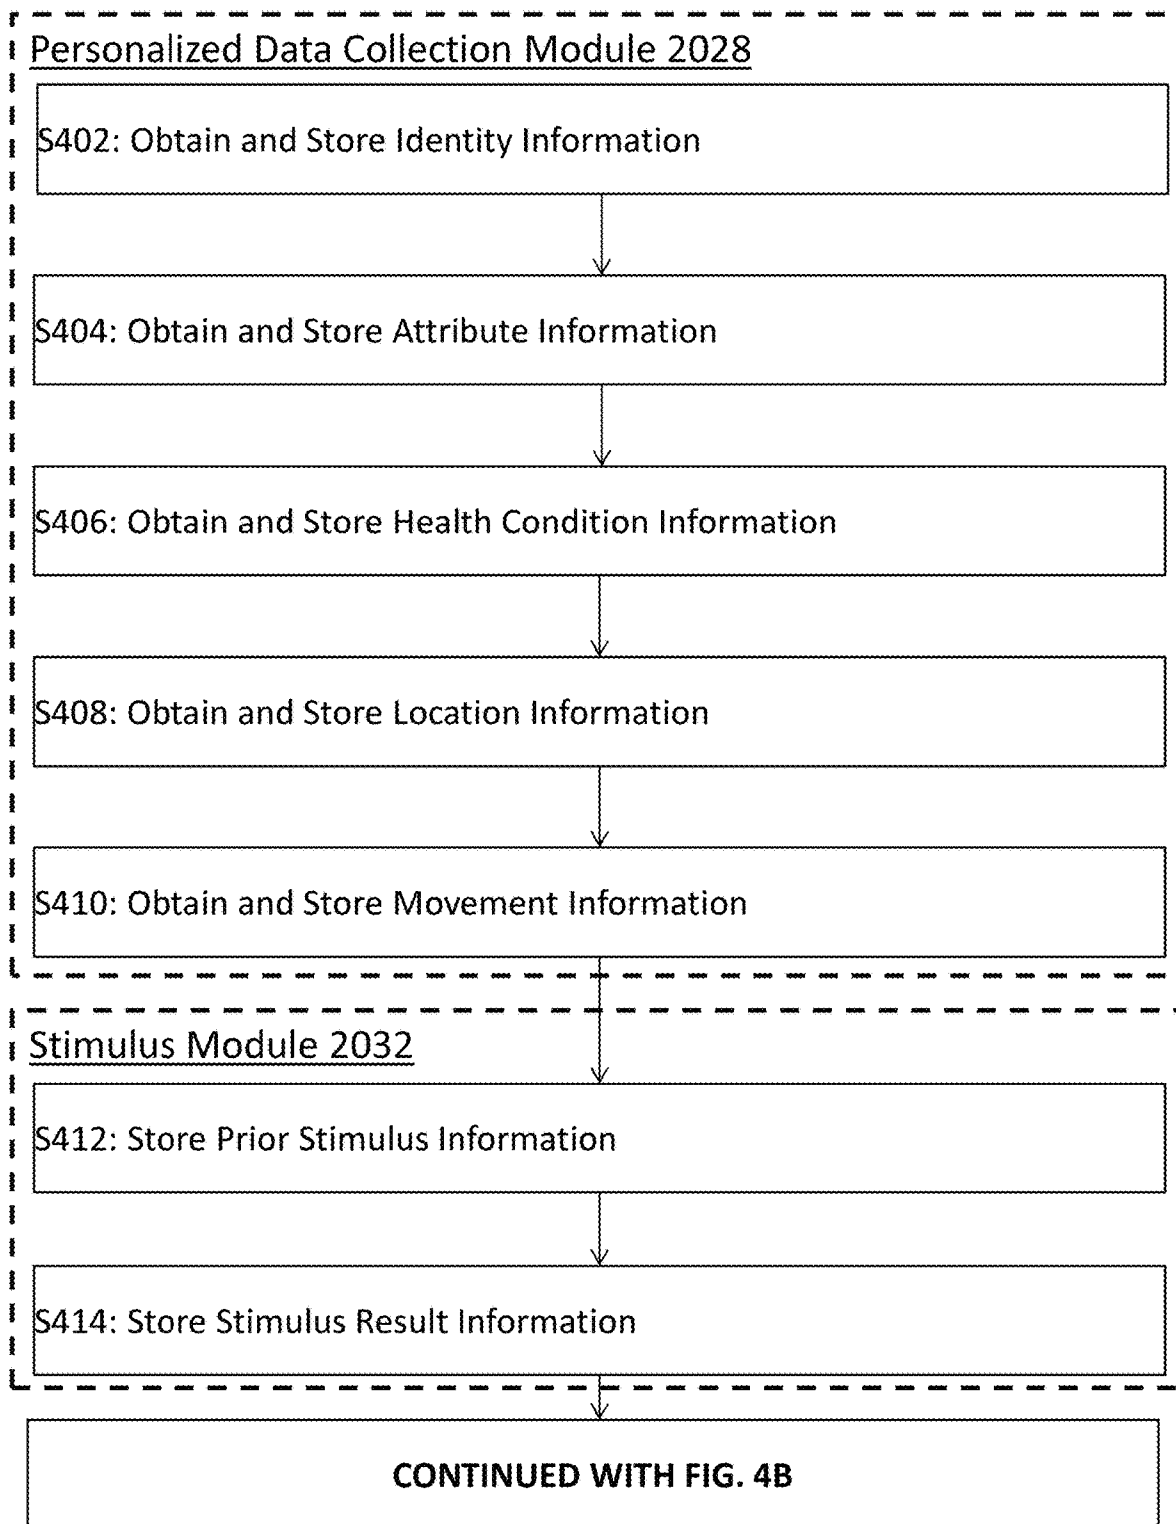 Personalized Data Collection Module 2028
S402: Obtain and Store Identity Information
S404: Obtain and Store Attribute Information
S406: Obtain and Store Health Condition Information
S408: Obtain and Store Location Information
S410: Obtain and Store Movement Information
Stimulus Module 2032
S412: Store Prior Stimulus Information
S414: Store Stimulus Result Information
CONTINUED WITH FIG. 4B